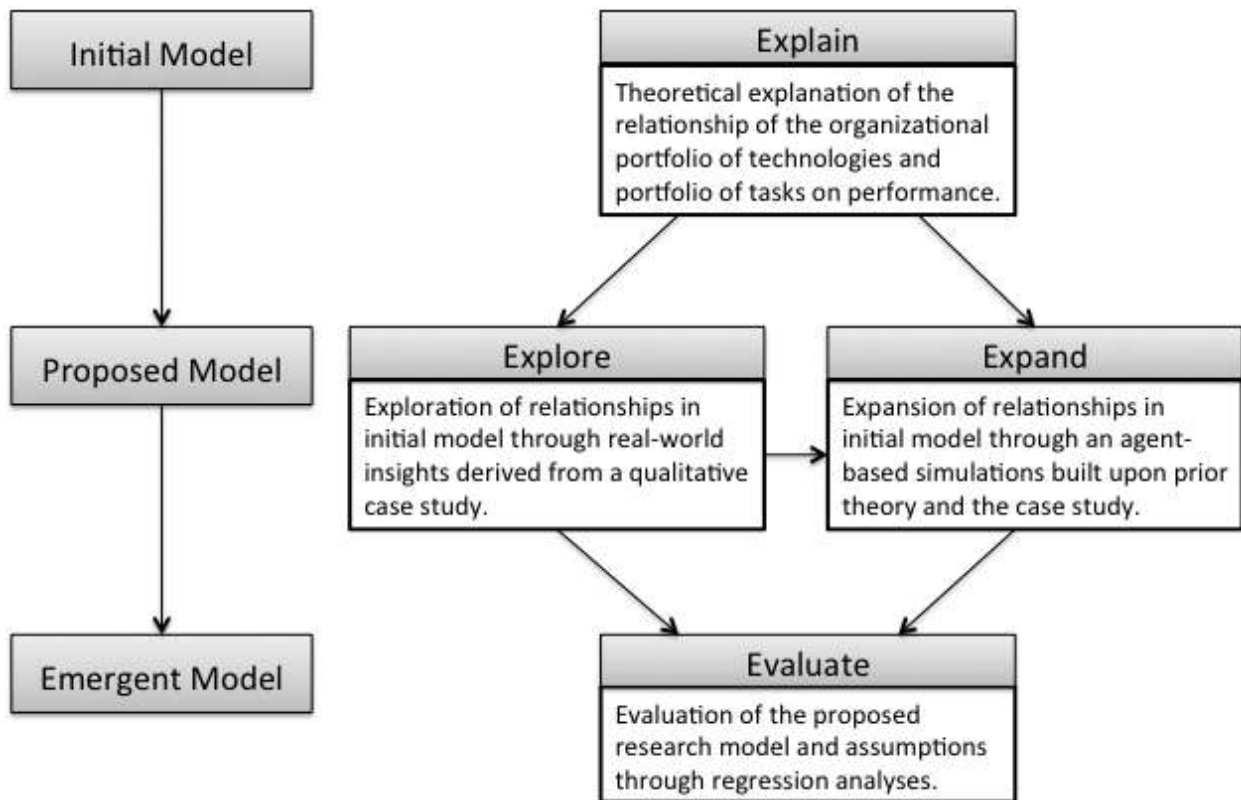 Initial Model
Explain
Theoretical explanation of the
relationship of the organizational
portfolio of technologies and
portfolio of tasks on performance.
Proposed Model
Explore
Exploration of relationships in
initial model through real-world
insights derived from a qualitative
case study.
Expand
Expansion of relationships in
initial model through an agent-
based simulations built upon prior
theory and the case study.
Emergent Model
Evaluate
Evaluation of the proposed
research model and assumptions
through regression analyses.